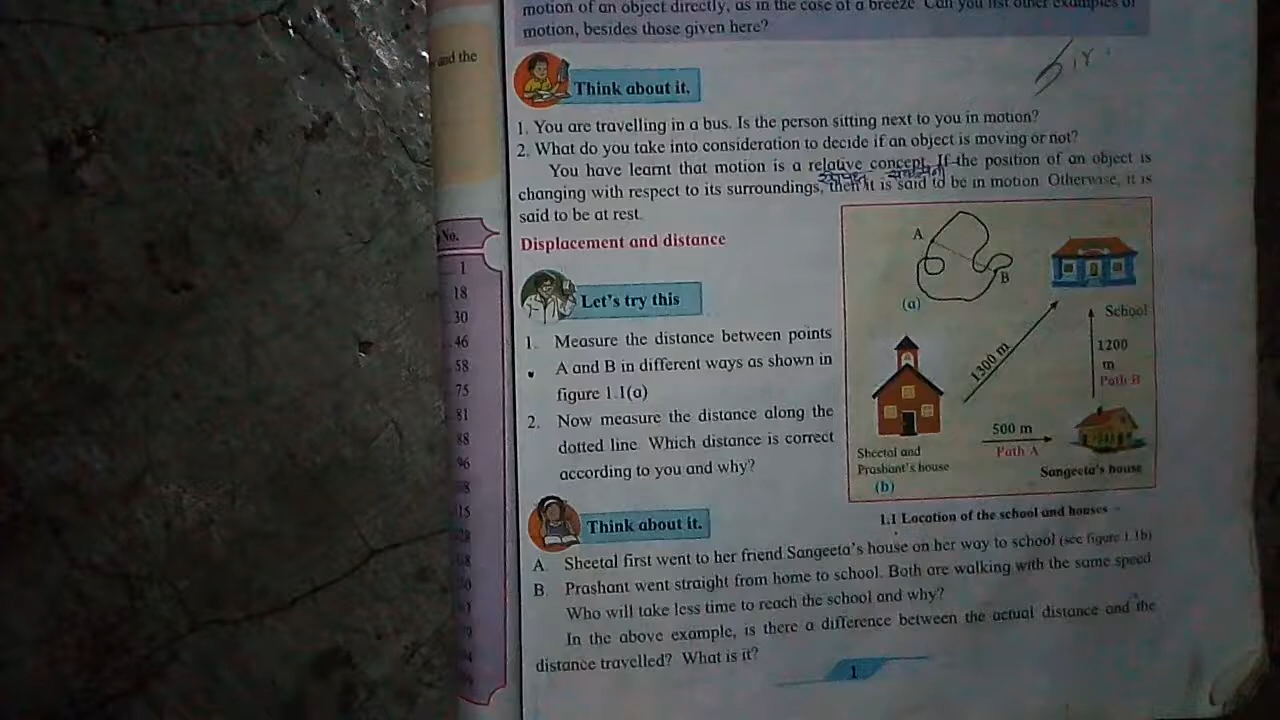 motion of an object directly, as in the case of a breeze. Can you list other examples of
motion, besides those given here?
and the
Think about it.
1. You are travelling in a bus. Is the person sitting next to you in motion?
2. What do you take into consideration to decide if an object is moving or not?
You have learnt that motion is a relative concept. If the position of an object is
changing with respect to its surroundings, then it is said to be in motion. Otherwise, it is
said to be at rest.
No.
1
18
30
46
58
75
81
88
96
Displacement and distance
Let's try this
1. Measure the distance between points
A and B in different ways as shown in
figure 1.1(a)
2. Now measure the distance along the
dotted line. Which distance is correct
according to you and why?
A
B
(a)
School
1300 m
1200
m
Path B
500 m
Path A
Sheetal and
Prashant's house
Sangeeta's house
(b)
1.1 Location of the school and houses
Think about it.
A. Sheetal first went to her friend Sangeeta's house on her way to school (see figure 1.1b)
B. Prashant went straight from home to school. Both are walking with the same speed
Who will take less time to reach the school and why?
In the above example, is there a difference between the actual distance and the
distance travelled? What is it?
1